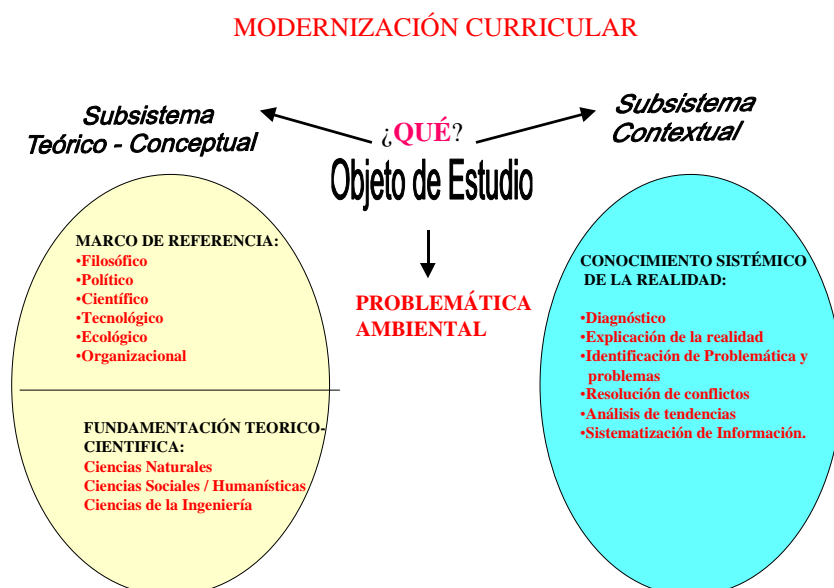 MODERNIZACIÓN CURRICULAR
Subsistema
Teórico - Conceptual
¿QUÉ?
Objeto de Estudio
Subsistema
Contextual
MARCO DE REFERENCIA:
•Filosófico
•Político
•Científico
•Tecnológico
•Ecológico
•Organizacional
FUNDAMENTACIÓN TEORICO-
CIENTIFICA:
Ciencias Naturales
Ciencias Sociales / Humanísticas
Ciencias de la Ingeniería
PROBLEMÁTICA
AMBIENTAL
CONOCIMIENTO SISTÉMICO
DE LA REALIDAD:
•Diagnóstico
•Explicación de la realidad
•Identificación de Problemática y
problemas
•Resolución de conflictos
•Análisis de tendencias
•Sistematización de Información.